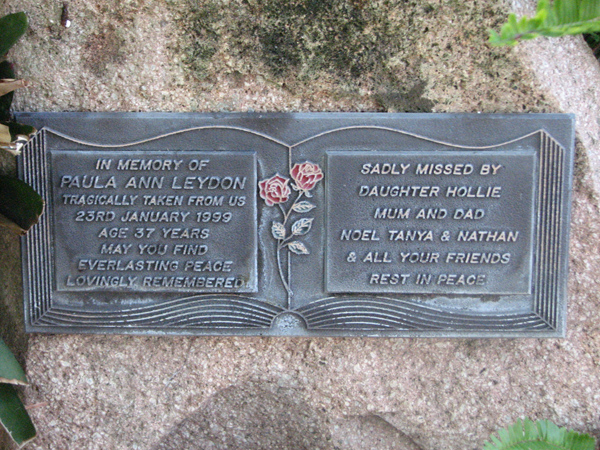 IN MEMORY OF
PAULA ANN LEYDON
TRAGICALLY TAKEN FROM US
23RD JANUARY 1999
AGE 37 YEARS
MAY YOU FIND
EVERLASTING PEACE
LOVINGLY REMEMBERED
SADLY MISSED BY
DAUGHTER HOLLIE
MUM AND DAD
NOEL TANYA & NATHAN
& ALL YOUR FRIENDS
REST IN PEACE